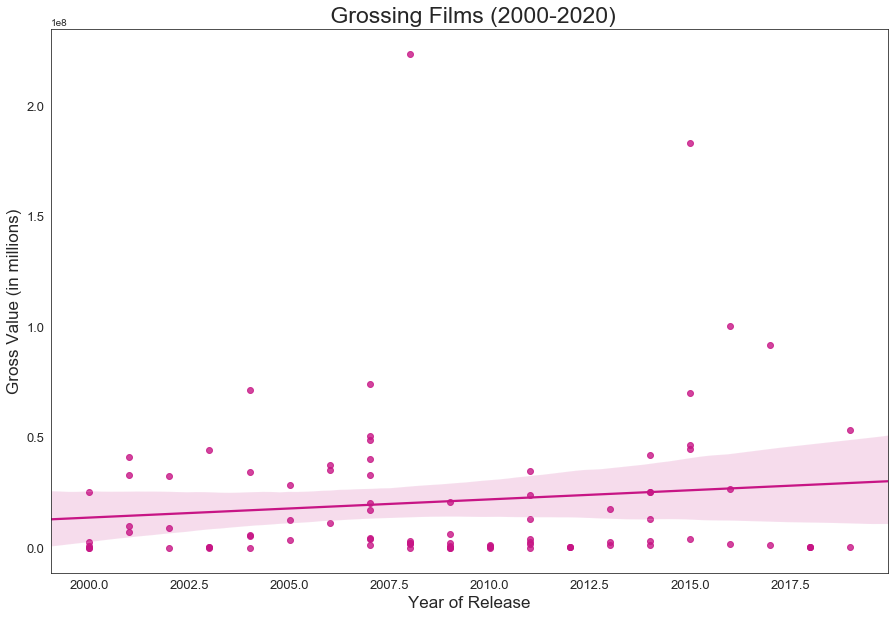 Grossing Films (2000-2020)
1e8
2.0
1.5
1.0
0.5
0.0
Gross Value (in millions)
2000.0 2002.5 2005.0 2007.5 2010.0 2012.5 2015.0 2017.5
Year of Release